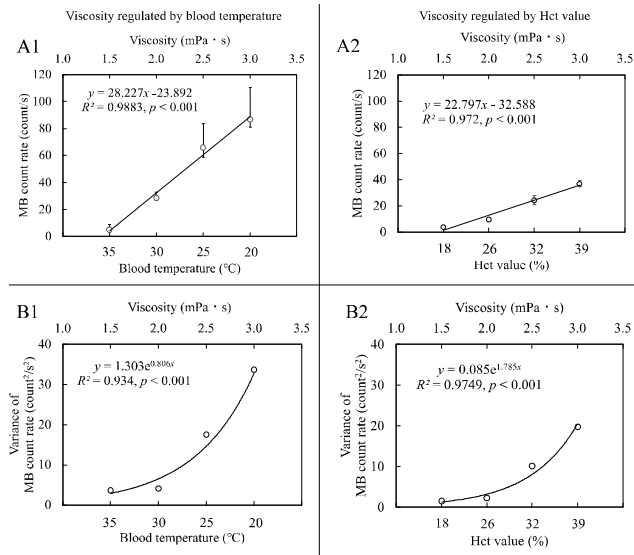 Viscosity regulated by blood temperature
A1
Viscosity (mPa・s)
1.0 1.5 2.0 2.5 3.0 3.5
MB count rate (count/s)
120
100
80
60
40
20
0
y = 28.227x -23.892
R² = 0.9883, p < 0.001
35 30 25 20
Blood temperature (℃)
Viscosity regulated by Hct value
A2
Viscosity (mPa・s)
1.0 1.5 2.0 2.5 3.0 3.5
MB count rate (count/s)
120
100
80
60
40
20
0
y = 22.797x - 32.588
R² = 0.972, p < 0.001
18 26 32 39
Hct value (%)
B1
Viscosity (mPa・s)
1.0 1.5 2.0 2.5 3.0 3.5
Variance of
MB count rate (count²/s²)
40
30
20
10
0
y = 1.303e^0.806x
R² = 0.934, p < 0.001
35 30 25 20
Blood temperature (℃)
B2
Viscosity (mPa・s)
1.0 1.5 2.0 2.5 3.0 3.5
Variance of
MB count rate (count²/s²)
40
30
20
10
0
y = 0.085e^1.785x
R² = 0.9749, p < 0.001
18 26 32 39
Hct value (%)